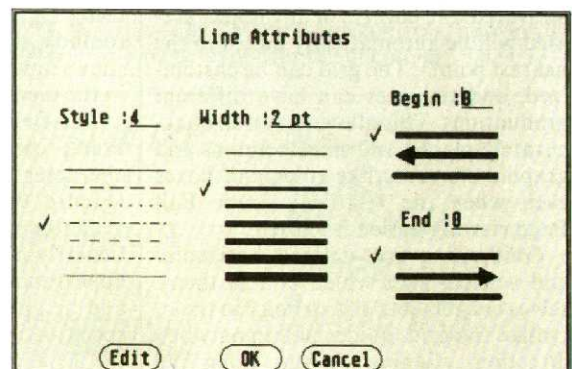 Line Attributes
Begin :0
Style :4 Width :2 pt
End :0
Edit OK Cancel